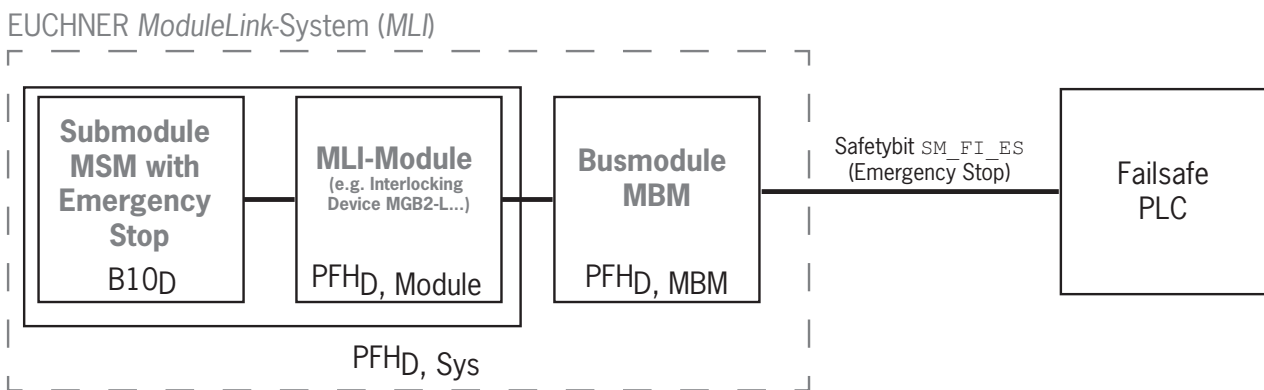 EUCHNER ModuleLink-System (MLI)
Submodule
MSM with
Emergency
Stop
B10D
MLI-Module
(e.g. Interlocking
Device MGB2-L...)
PFHD, Module
Busmodule
MBM
PFHD, MBM
Safetybit SM_FI_ES
(Emergency Stop)
Failsafe
PLC
PFHD, Sys